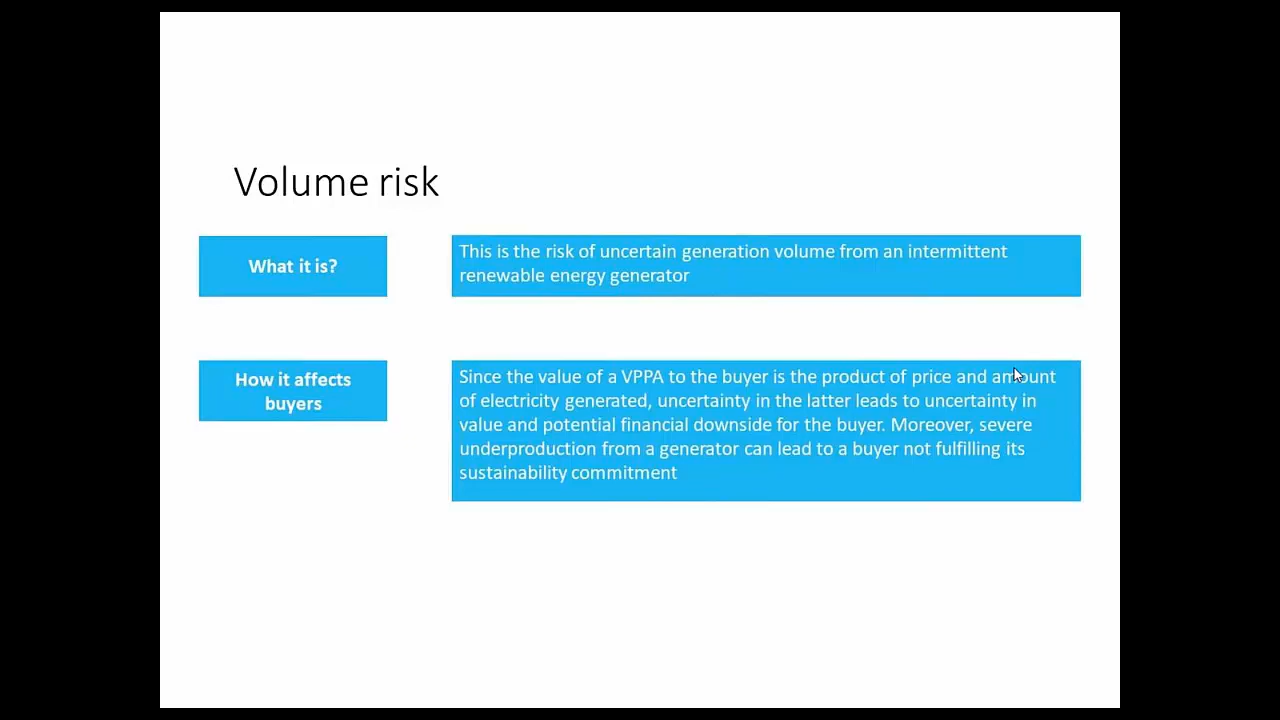 Volume risk
What it is?
This is the risk of uncertain generation volume from an intermittent
renewable energy generator
How it affects
buyers
Since the value of a VPPA to the buyer is the product of price and amount
of electricity generated, uncertainty in the latter leads to uncertainty in
value and potential financial downside for the buyer. Moreover, severe
underproduction from a generator can lead to a buyer not fulfilling its
sustainability commitment